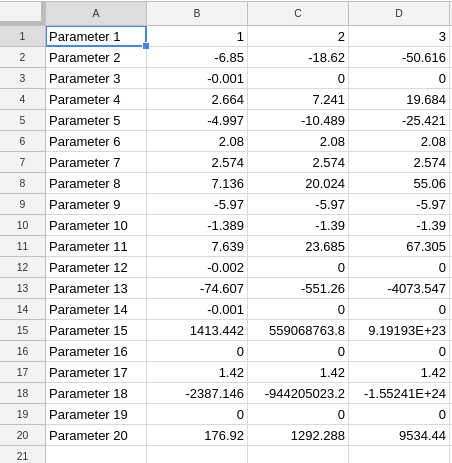 A B C D
1 Parameter 1 1 2 3
2 Parameter 2 -6.85 -18.62 -50.616
3 Parameter 3 -0.001 0 0
4 Parameter 4 2.664 7.241 19.684
5 Parameter 5 -4.997 -10.489 -25.421
6 Parameter 6 2.08 2.08 2.08
7 Parameter 7 2.574 2.574 2.574
8 Parameter 8 7.136 20.024 55.06
9 Parameter 9 -5.97 -5.97 -5.97
10 Parameter 10 -1.389 -1.39 -1.39
11 Parameter 11 7.639 23.685 67.305
12 Parameter 12 -0.002 0 0
13 Parameter 13 -74.607 -551.26 -4073.547
14 Parameter 14 -0.001 0 0
15 Parameter 15 1413.442 559068763.8 9.19193E+23
16 Parameter 16 0 0 0
17 Parameter 17 1.42 1.42 1.42
18 Parameter 18 -2387.146 -944205023.2 -1.55241E+24
19 Parameter 19 0 0 0
20 Parameter 20 176.92 1292.288 9534.44
21